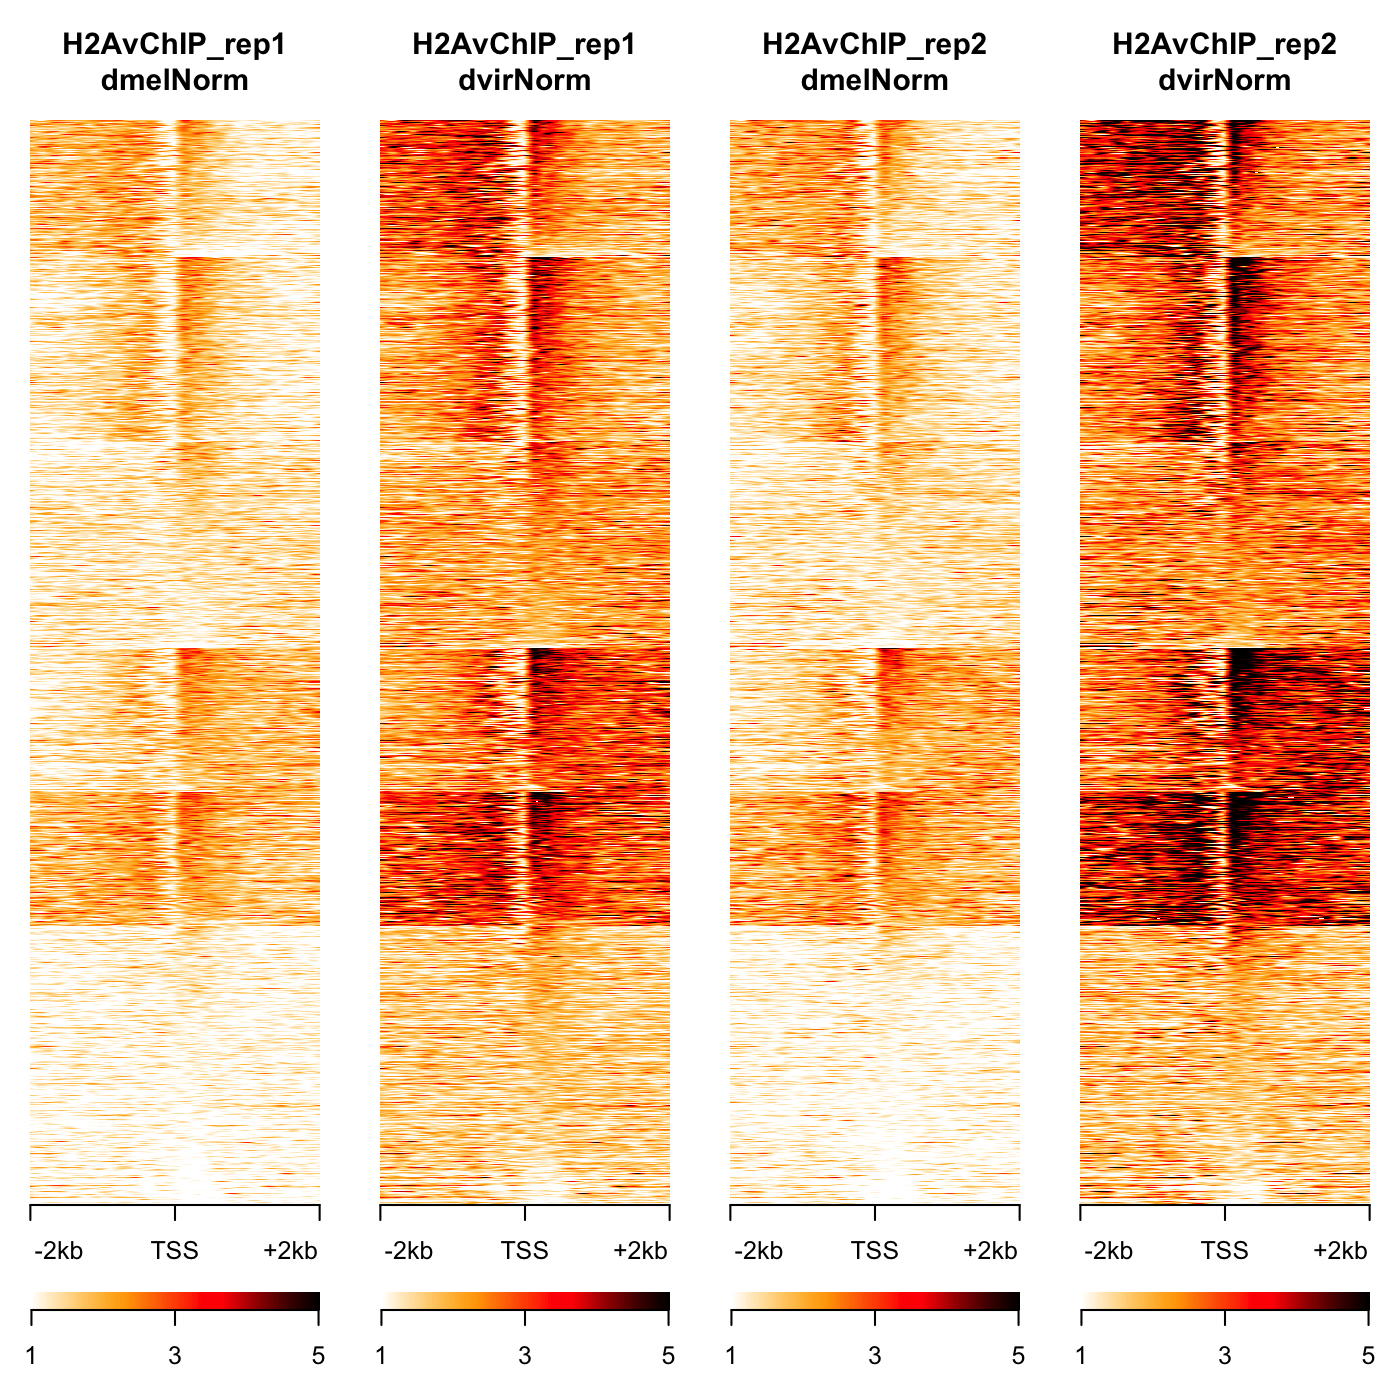 H2AvChIP_rep1
dmelNorm
H2AvChIP_rep1
dvirNorm
H2AvChIP_rep2
dmelNorm
H2AvChIP_rep2
dvirNorm
-2kb TSS +2kb
-2kb TSS +2kb
-2kb TSS +2kb
-2kb TSS +2kb
1 3 5
1 3 5
1 3 5
1 3 5